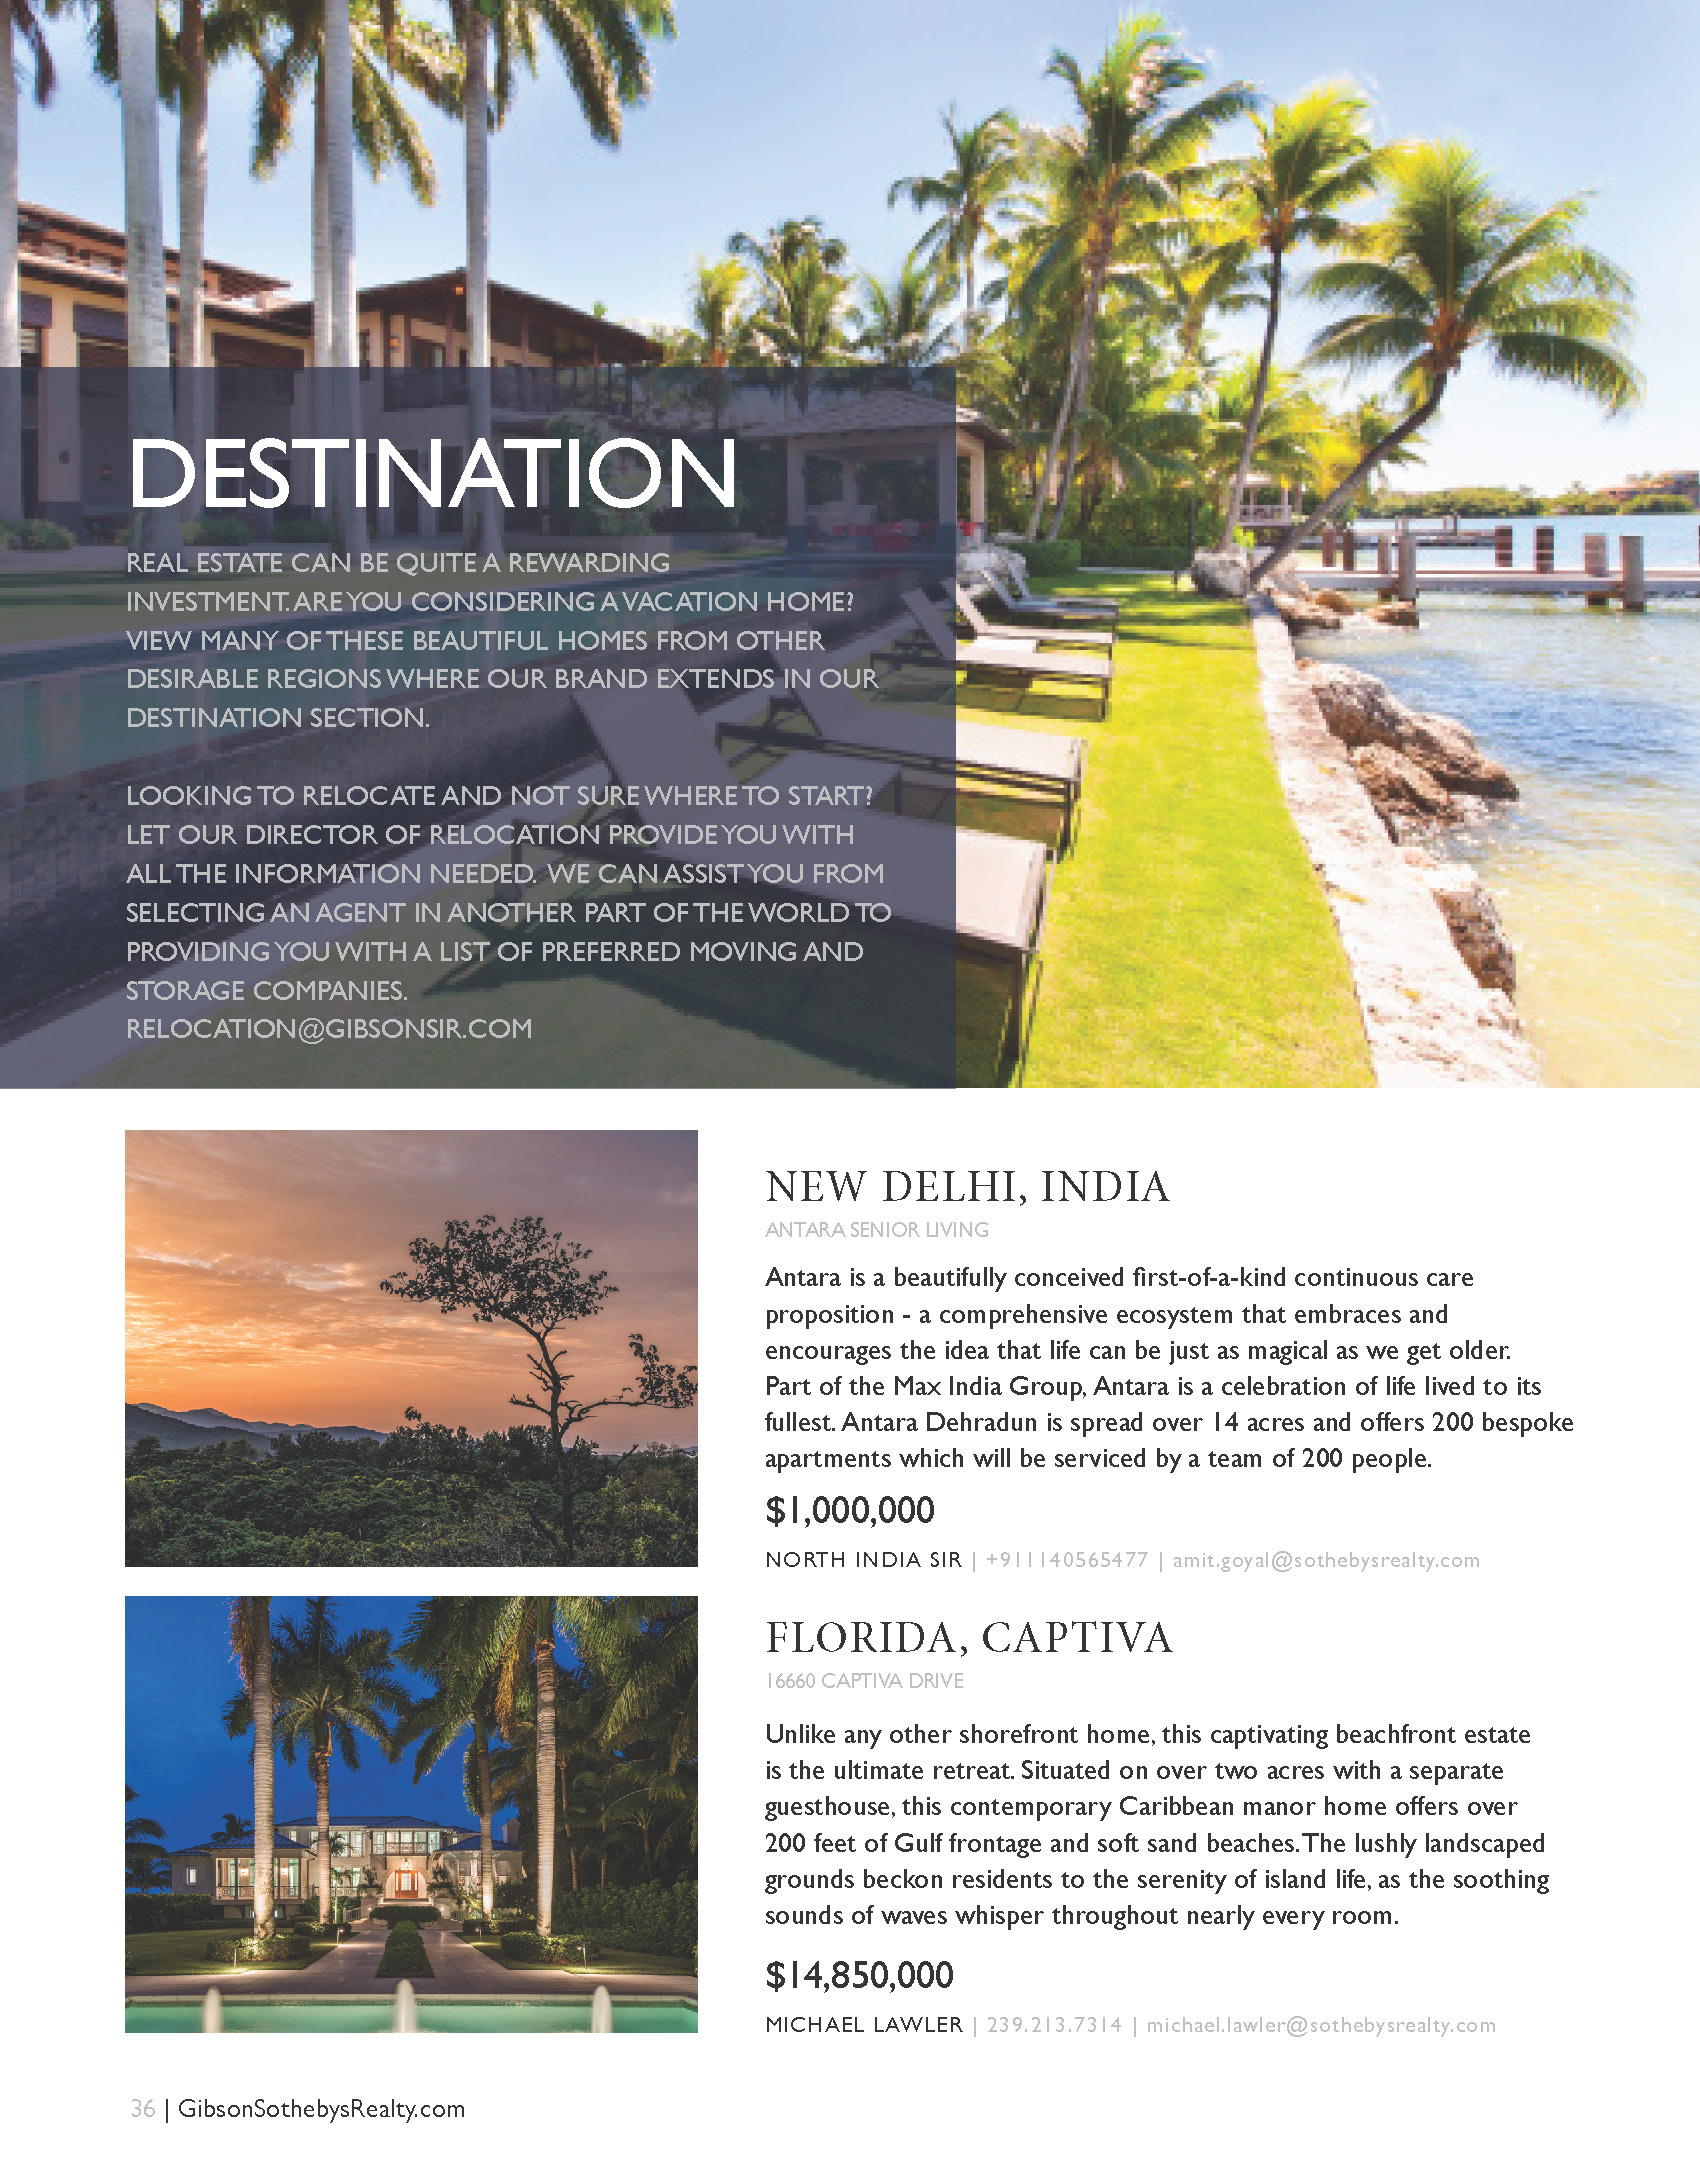 DESTINATION
REAL ESTATE CAN BE QUITE A REWARDING
INVESTMENT. ARE YOU CONSIDERING A VACATION HOME?
VIEW MANY OF THESE BEAUTIFUL HOMES FROM OTHER
DESIRABLE REGIONS WHERE OUR BRAND EXTENDS IN OUR
DESTINATION SECTION.
LOOKING TO RELOCATE AND NOT SURE WHERE TO START?
LET OUR DIRECTOR OF RELOCATION PROVIDE YOU WITH
ALL THE INFORMATION NEEDED. WE CAN ASSIST YOU FROM
SELECTING AN AGENT IN ANOTHER PART OF THE WORLD TO
PROVIDING YOU WITH A LIST OF PREFERRED MOVING AND
STORAGE COMPANIES.
RELOCATION@GIBSONSIR.COM
NEW DELHI, INDIA
ANTARA SENIOR LIVING
Antara is a beautifully conceived first-of-a-kind continuous care
proposition - a comprehensive ecosystem that embraces and
encourages the idea that life can be just as magical as we get older.
Part of the Max India Group, Antara is a celebration of life lived to its
fullest. Antara Dehradun is spread over 14 acres and offers 200 bespoke
apartments which will be serviced by a team of 200 people.
$1,000,000
NORTH INDIA SIR | +911140565477 | amit.goyal@sothebysrealty.com
FLORIDA, CAPTIVA
16660 CAPTIVA DRIVE
Unlike any other shorefront home, this captivating beachfront estate
is the ultimate retreat. Situated on over two acres with a separate
guesthouse, this contemporary Caribbean manor home offers over
200 feet of Gulf frontage and soft sand beaches. The lushly landscaped
grounds beckon residents to the serenity of island life, as the soothing
sounds of waves whisper throughout nearly every room.
$14,850,000
MICHAEL LAWLER | 239.213.7314 | michael.lawler@sothebysrealty.com
36 | GibsonSothebysRealty.com